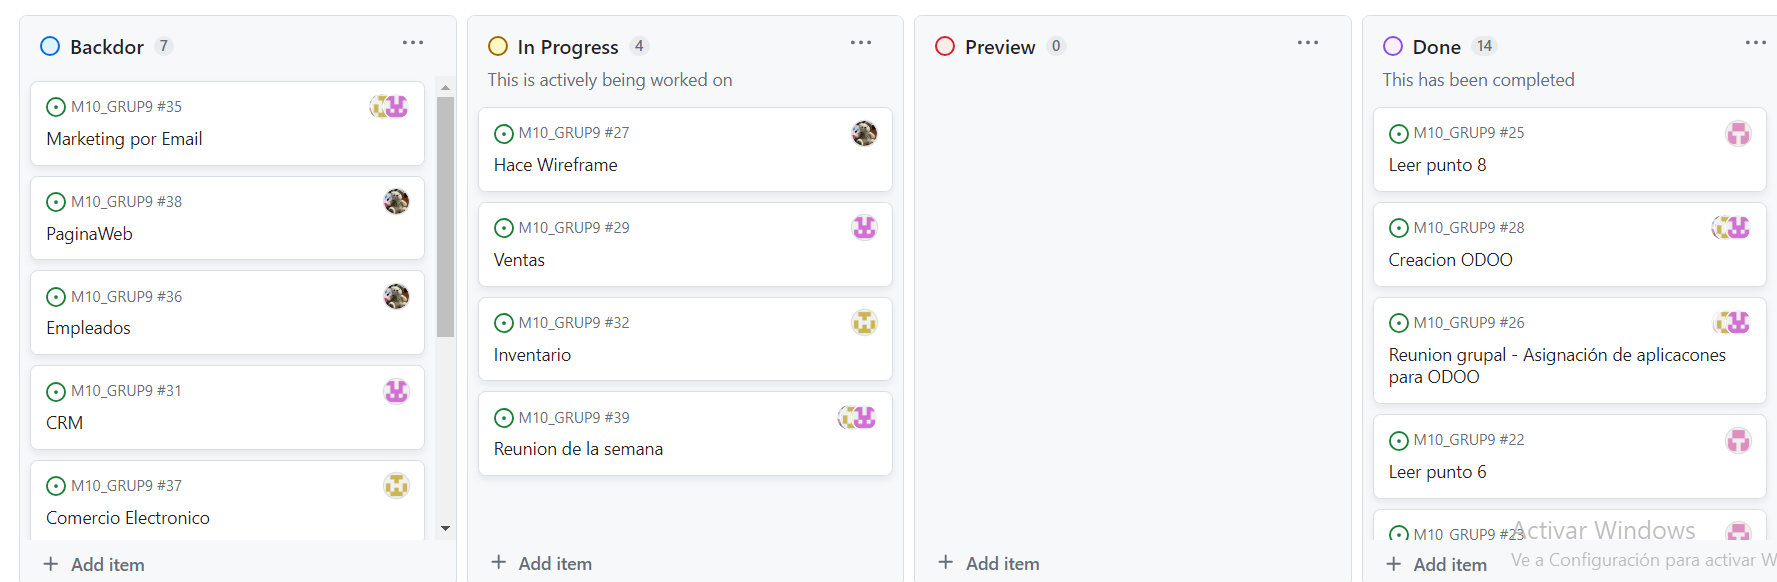 Backdor 7
M10_GRUP9 #35
Marketing por Email
M10_GRUP9 #38
PaginaWeb
M10_GRUP9 #36
Empleados
M10_GRUP9 #31
CRM
M10_GRUP9 #37
Comercio Electronico
Add item
In Progress 4
This is actively being worked on
M10_GRUP9 #27
Hace Wireframe
M10_GRUP9 #29
Ventas
M10_GRUP9 #32
Inventario
M10_GRUP9 #39
Reunion de la semana
Add item
Preview 0
Add item
Done 14
This has been completed
M10_GRUP9 #25
Leer punto 8
M10_GRUP9 #28
Creacion ODOO
M10_GRUP9 #26
Reunion grupal - Asignación de aplicacones
para ODOO
M10_GRUP9 #22
Leer punto 6
M10_GRUP9 #23
Add item
Activar Windows
Ve a Configuración para activar W